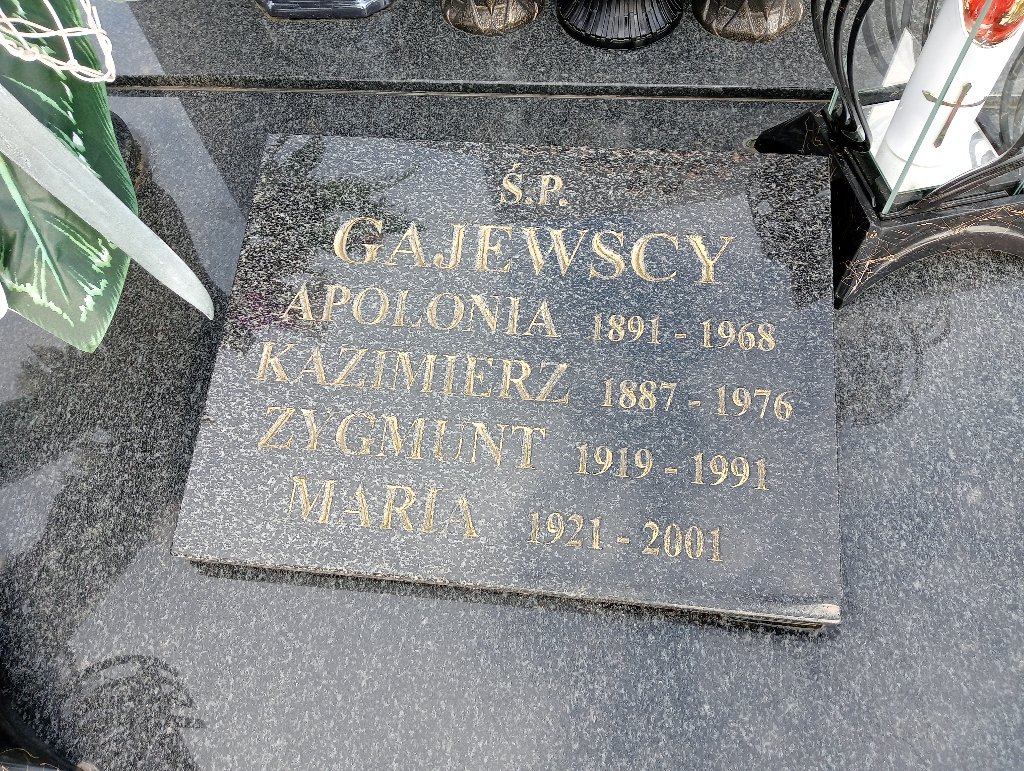 Ś.P.
GAJEWSCY
APOLONIA 1891 - 1968
KAZIMIERZ 1887 - 1976
ZYGMUNT 1919 - 1991
MARIA 1921 - 2001